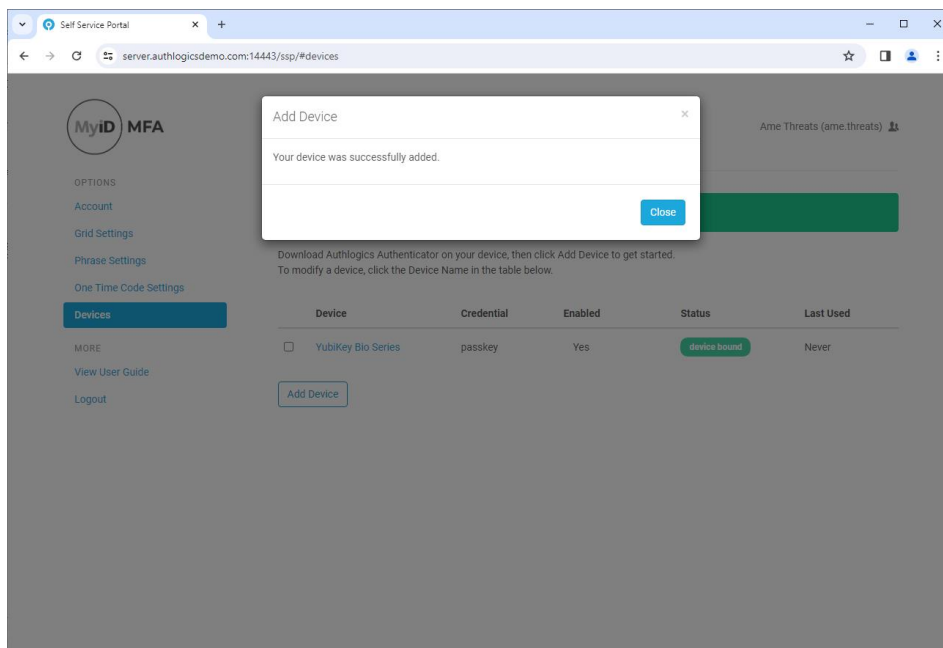 Self Service Portal
server.authlogicsdemo.com:14443/ssp/#devices
MyiD MFA
Ame Threats (ame.threats)
Add Device
Your device was successfully added.
Close
OPTIONS
Account
Grid Settings
Phrase Settings
One Time Code Settings
Devices
MORE
View User Guide
Logout
Download Authlogics Authenticator on your device, then click Add Device to get started.
To modify a device, click the Device Name in the table below.
Device Credential Enabled Status Last Used
YubiKey Bio Series passkey Yes device bound Never
Add Device